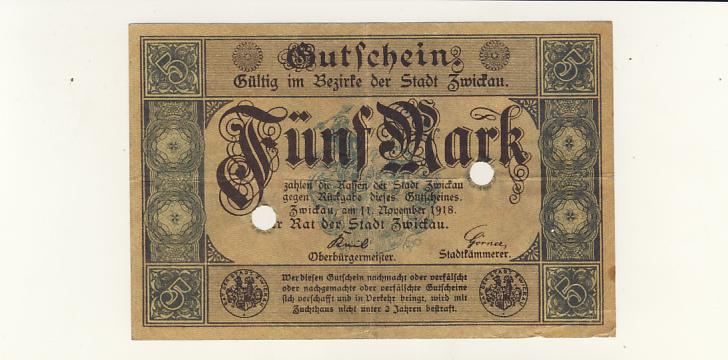 5 5
Gutschein.
Gültig im Bezirke der Stadt Zwickau.
Fünf Mark
zahlen die Kassen der Stadt Zwickau
gegen Rückgabe dieses Gutscheines.
Zwickau, am 11. November 1918.
Rat der Stadt Zwickau.
Oberbürgermeister. Stadtkämmerer.
5 5
Wer diesen Gutschein nachmacht oder verfälscht
oder nachgemachte oder verfälschte Gutscheine
sich verschafft und in Verkehr bringt, wird mit
Zuchthaus nicht unter 2 Jahren bestraft.